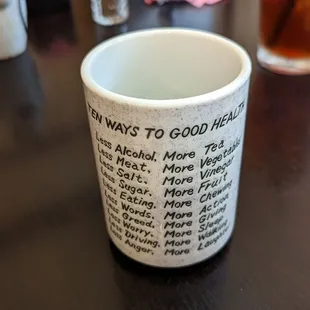 TEN WAYS TO GOOD HEALTH
Less Alcohol, More Tea
Less Meat, More Vegetable
Less Salt, More Vinegar
Less Sugar, More Fruit
Less Eating, More Chewing
Less Words, More Action
Less Greed, More Giving
Less Worry, More Sleep
Less Driving, More Walking
Less Anger, More Laughter